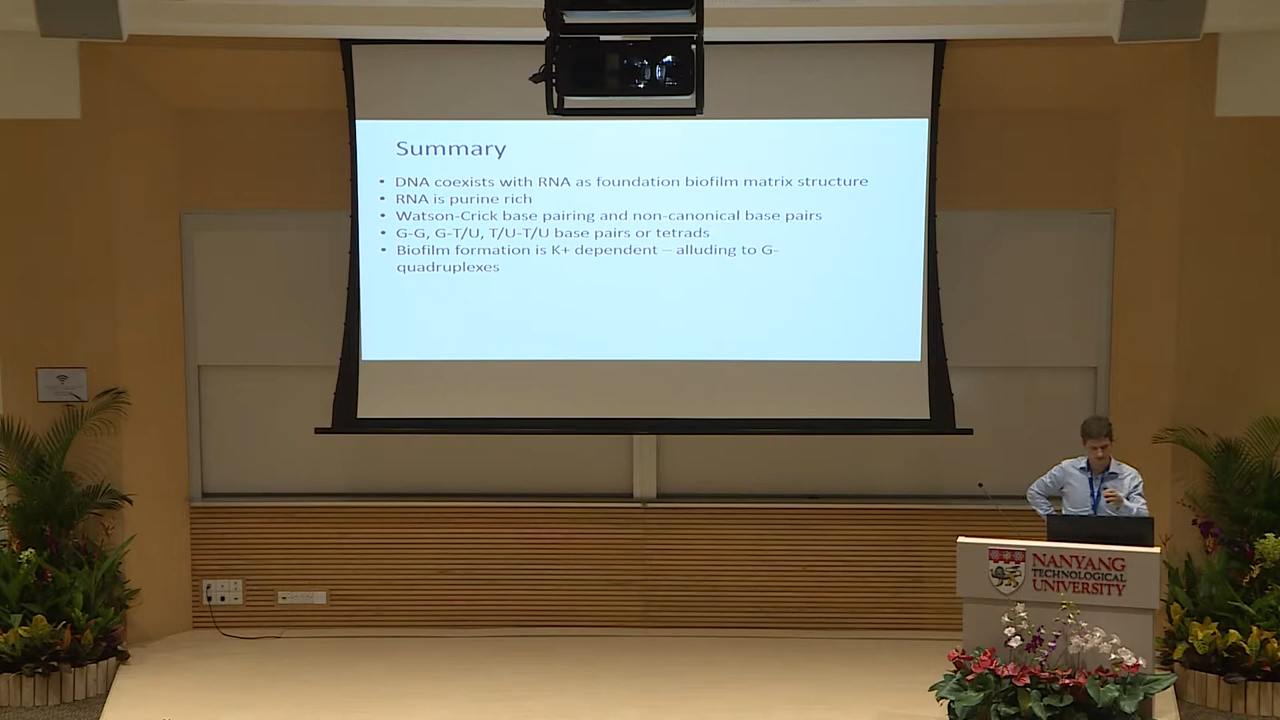 Summary
• DNA coexists with RNA as foundation biofilm matrix structure
• RNA is purine rich
• Watson-Crick base pairing and non-canonical base pairs
• G-G, G-T/U, T/U-T/U base pairs or tetrads
• Biofilm formation is K+ dependent – alluding to G-
quadruplexes
NANYANG
TECHNOLOGICAL
UNIVERSITY